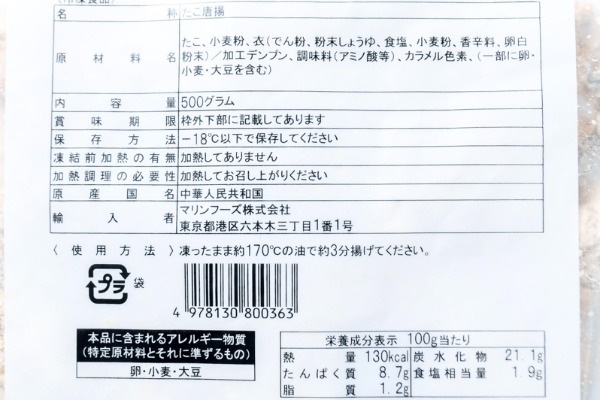 名称 たこ唐揚
原材料名 たこ、小麦粉、衣(でん粉、粉末しょうゆ、食塩、小麦粉、香辛料、卵白
粉末)／加工デンプン、調味料(アミノ酸等)、カラメル色素、(一部に卵・
小麦・大豆を含む)
内容量 500グラム
賞味期限 枠外下部に記載してあります
保存方法 －18℃以下で保存してください
凍結前加熱の有無 加熱してありません
加熱調理の必要性 加熱してお召し上がりください
原産国名 中華人民共和国
輸入者 マリンフーズ株式会社
東京都港区六本木三丁目1番1号
〈使用方法〉凍ったまま約170℃の油で約3分揚げてください。
プラ 袋
4 978130 800363
本品に含まれるアレルギー物質
(特定原材料とそれに準ずるもの)
卵・小麦・大豆
栄養成分表示 100g当たり
熱量 130kcal 炭水化物 21.1g
たんぱく質 8.7g 食塩相当量 1.9g
脂質 1.2g